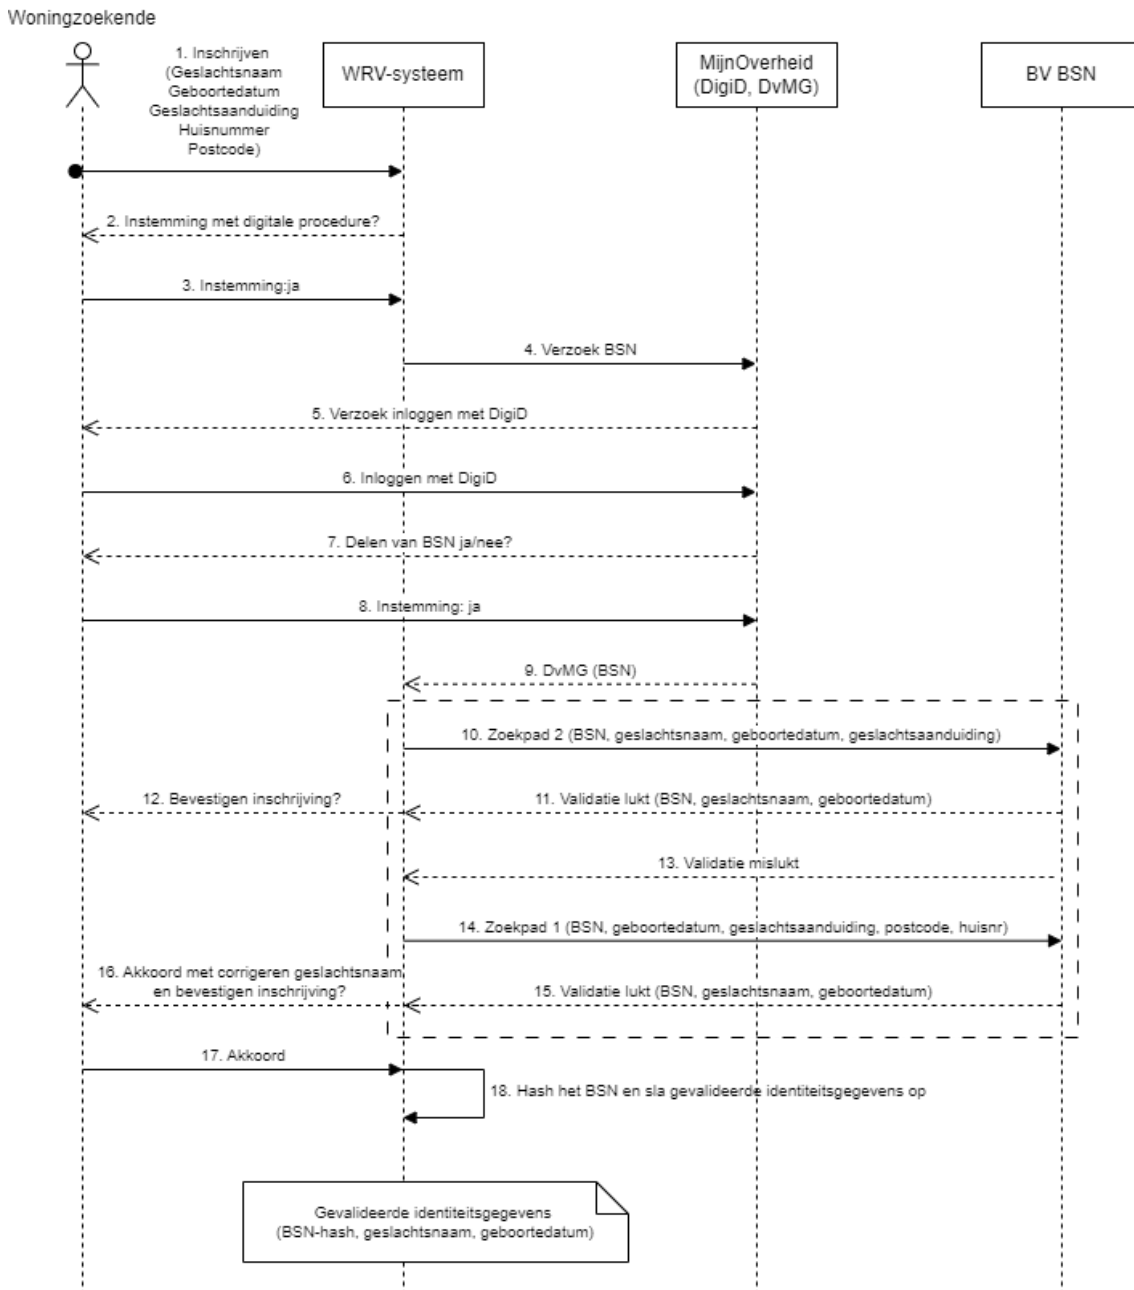 Woningzoekende
1. Inschrijven
(Geslachtsnaam
Geboortedatum
Geslachtsaanduiding
Huisnummer
Postcode)
WRV-systeem
MijnOverheid
(DigiD, DvMG)
BV BSN
2. Instemming met digitale procedure?
3. Instemming:ja
4. Verzoek BSN
5. Verzoek inloggen met DigiD
6. Inloggen met DigiD
7. Delen van BSN ja/nee?
8. Instemming: ja
9. DvMG (BSN)
10. Zoekpad 2 (BSN, geslachtsnaam, geboortedatum, geslachtsaanduiding)
12. Bevestigen inschrijving?
11. Validatie lukt (BSN, geslachtsnaam, geboortedatum)
13. Validatie mislukt
14. Zoekpad 1 (BSN, geboortedatum, geslachtsaanduiding, postcode, huisnr)
16. Akkoord met corrigeren geslachtsnaam
en bevestigen inschrijving?
15. Validatie lukt (BSN, geslachtsnaam, geboortedatum)
17. Akkoord
18. Hash het BSN en sla gevalideerde identiteitsgegevens op
Gevalideerde identiteitsgegevens
(BSN-hash, geslachtsnaam, geboortedatum)